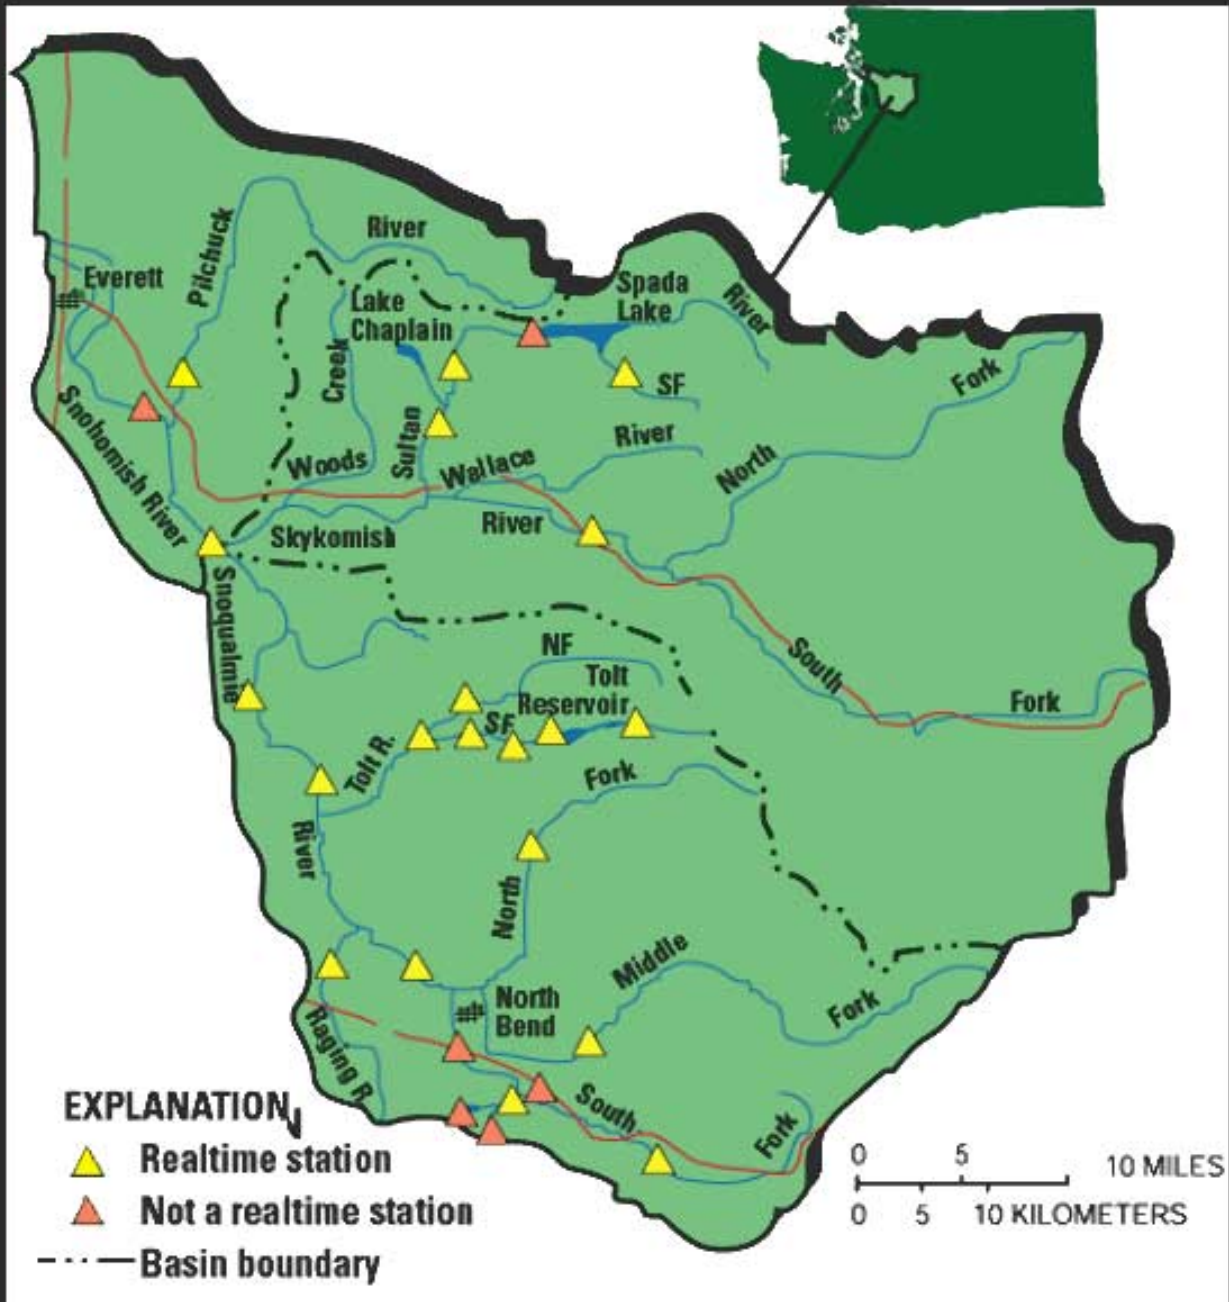 Pilchuck
River
Everett
Spada
Lake
River
Lake
Chaplain
Creek
SF
Fork
Snohomish River
Sultan
Woods
Wallace
River
North
Skykomish
River
Snoqualmie
NF
Tolt
Reservoir
SF
South
Fork
Tolt R.
Fork
River
North
Middle
Fork
North
Bend
Raging R
South
Fork
EXPLANATION
Realtime station
Not a realtime station
Basin boundary
0 5 10 MILES
0 5 10 KILOMETERS